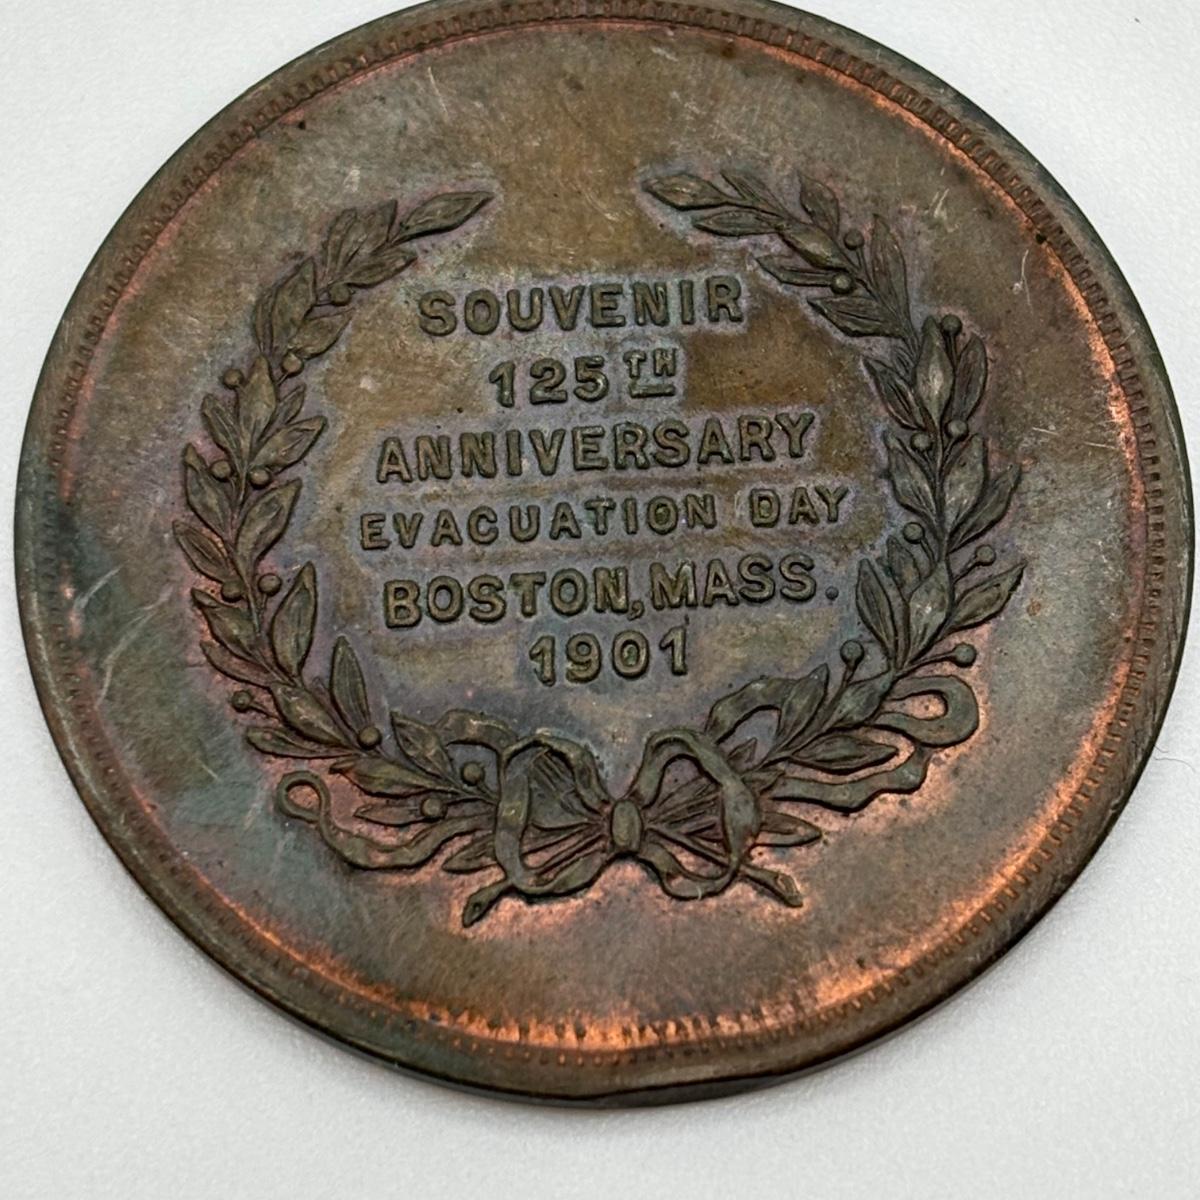 SOUVENIR
125TH
ANNIVERSARY
EVACUATION DAY
BOSTON, MASS.
1901